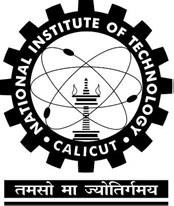 NATIONAL INSTITUTE OF TECHNOLOGY
• CALICUT •
तमसो मा ज्योतिर्गमय